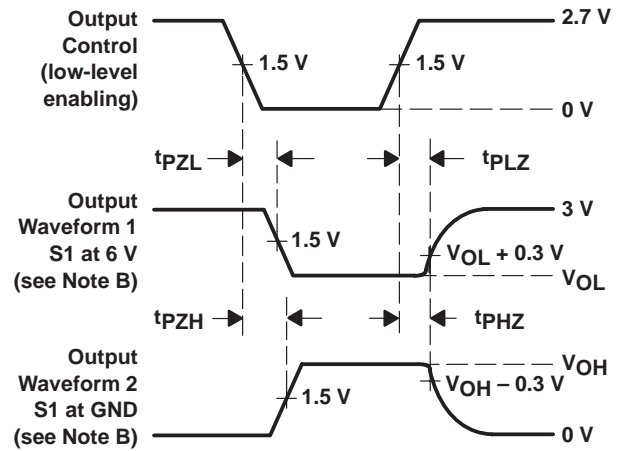 Output
Control
(low-level
enabling)
2.7 V
1.5 V
1.5 V
0 V
tPZL
tPLZ
Output
Waveform 1
S1 at 6 V
(see Note B)
3 V
1.5 V
VOL + 0.3 V
VOL
tPZH
tPHZ
Output
Waveform 2
S1 at GND
(see Note B)
VOH
VOH − 0.3 V
1.5 V
0 V